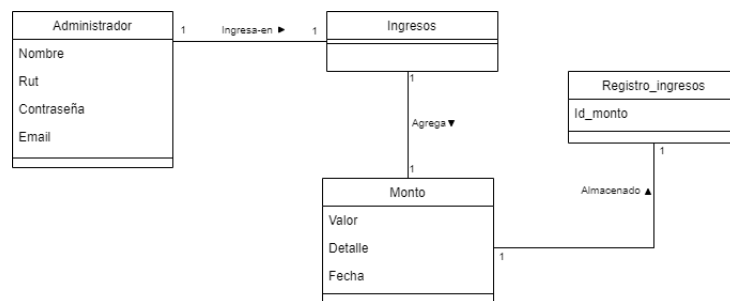 Administrador
Nombre
Rut
Contraseña
Email
1
Ingresa-en ►
1
Ingresos
1
Agrega▼
1
Monto
Valor
Detalle
Fecha
1
Almacenado ▲
1
Registro_ingresos
Id_monto